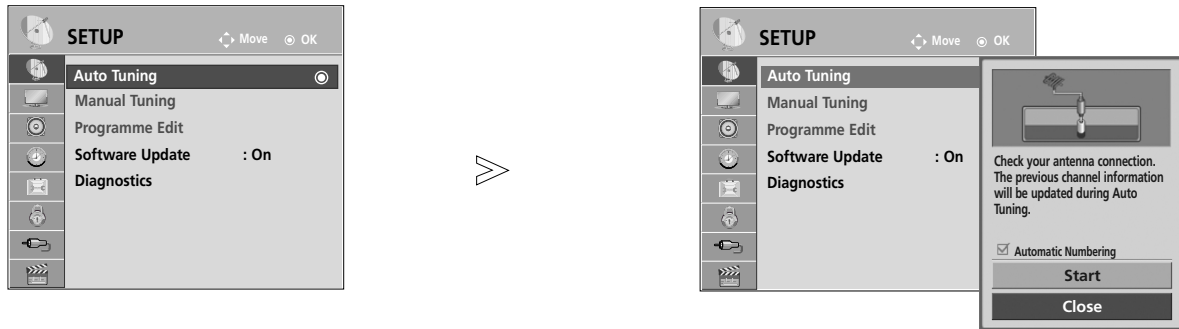 SETUP
Move OK
Auto Tuning
Manual Tuning
Programme Edit
Software Update : On
Diagnostics
SETUP
Move OK
Auto Tuning
Manual Tuning
Programme Edit
Software Update : On
Diagnostics
Check your antenna connection.
The previous channel information
will be updated during Auto
Tuning.
Automatic Numbering
Start
Close